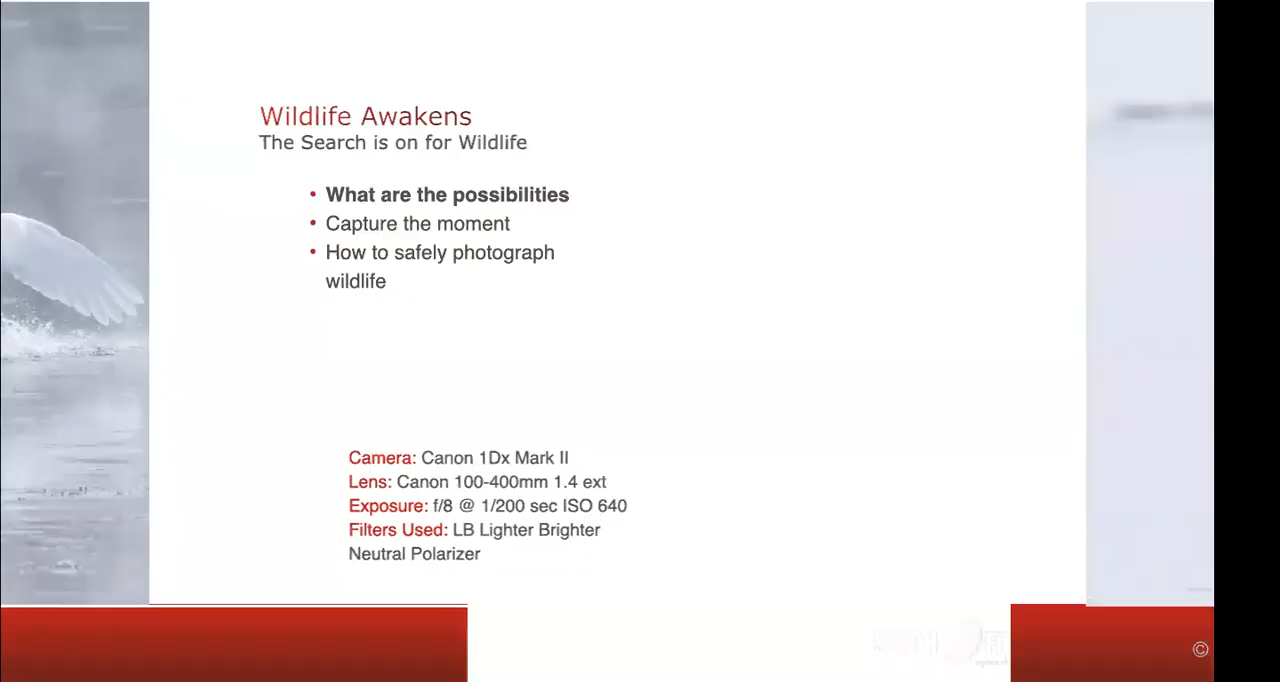 Wildlife Awakens
The Search is on for Wildlife
• What are the possibilities
• Capture the moment
• How to safely photograph
wildlife
Camera: Canon 1Dx Mark II
Lens: Canon 100-400mm 1.4 ext
Exposure: f/8 @ 1/200 sec ISO 640
Filters Used: LB Lighter Brighter
Neutral Polarizer
©